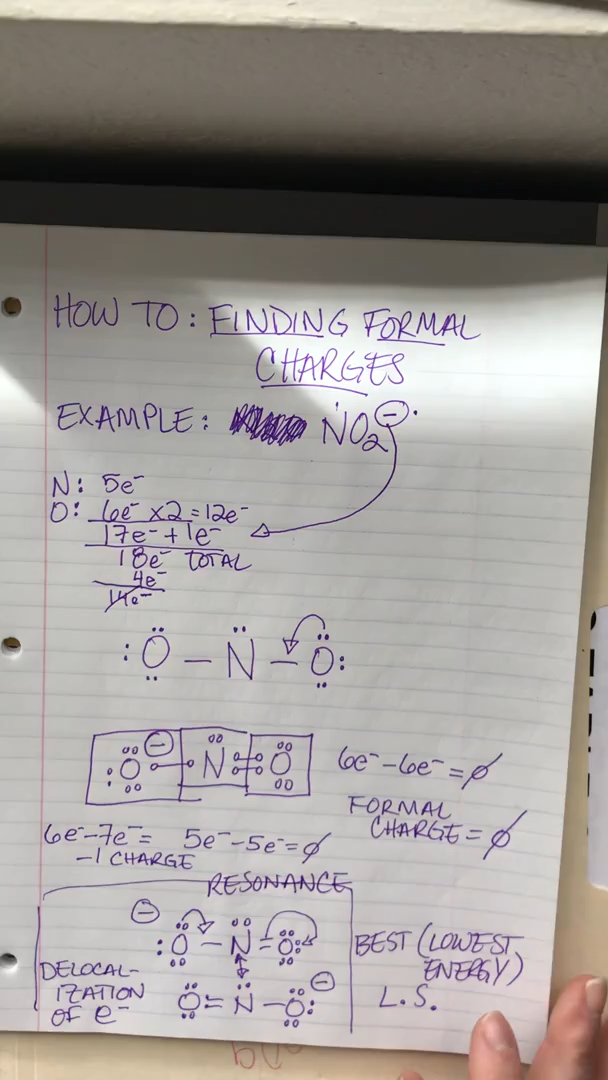 HOW TO: FINDING FORMAL
CHARGES
EXAMPLE: NO2⊖
N: 5e⁻
O: 6e⁻ x2 = 12e⁻
17e⁻ + 1e⁻
18e⁻ TOTAL
4e⁻
14e⁻
:Ö — N̈ — Ö:
O ⊖ N O
6e⁻ - 6e⁻ = ∅
FORMAL
CHARGE = ∅
6e⁻ - 7e⁻ = 5e⁻ - 5e⁻ = ∅
-1 CHARGE
RESONANCE
⊖ :Ö — N̈ = Ö:
DELOCAL-
IZATION
OF e⁻
Ö = N̈ — Ö: ⊖
BEST (LOWEST
ENERGY)
L.S.